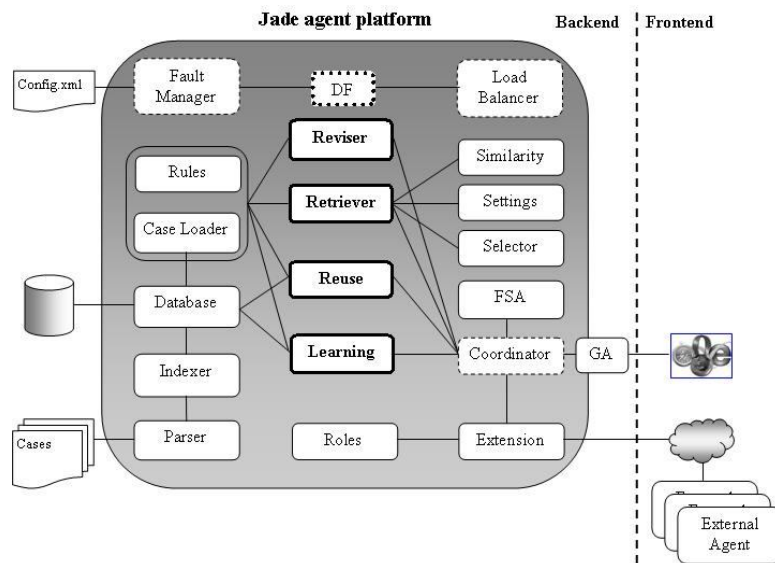 Jade agent platform
Backend
Frontend
Config.xml
Fault
Manager
DF
Load
Balancer
Reviser
Rules
Similarity
Retriever
Settings
Case Loader
Selector
Reuse
Database
FSA
Learning
Coordinator
GA
Indexer
Cases
Parser
Roles
Extension
External
Agent